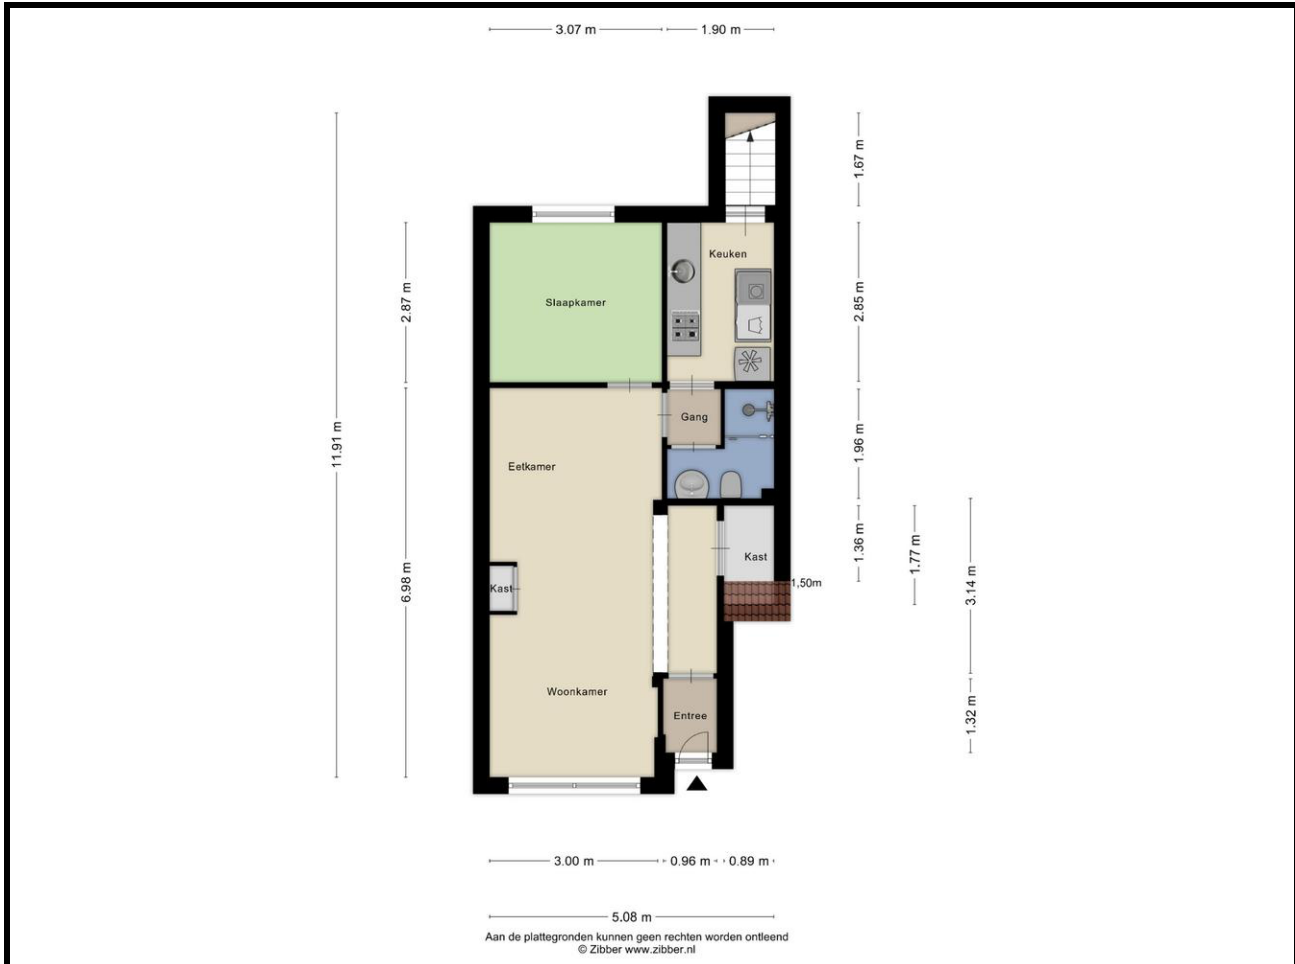 3.07 m
1.90 m
1.67 m
Keuken
2.87 m
Slaapkamer
2.85 m
11.91 m
Gang
1.96 m
Eetkamer
1.36 m
1.77 m
Kast
3.14 m
6.98 m
Kast
1,50m
Woonkamer
Entree
1.32 m
3.00 m
0.96 m
0.89 m
5.08 m
Aan de plattegronden kunnen geen rechten worden ontleend
© Zibber www.zibber.nl